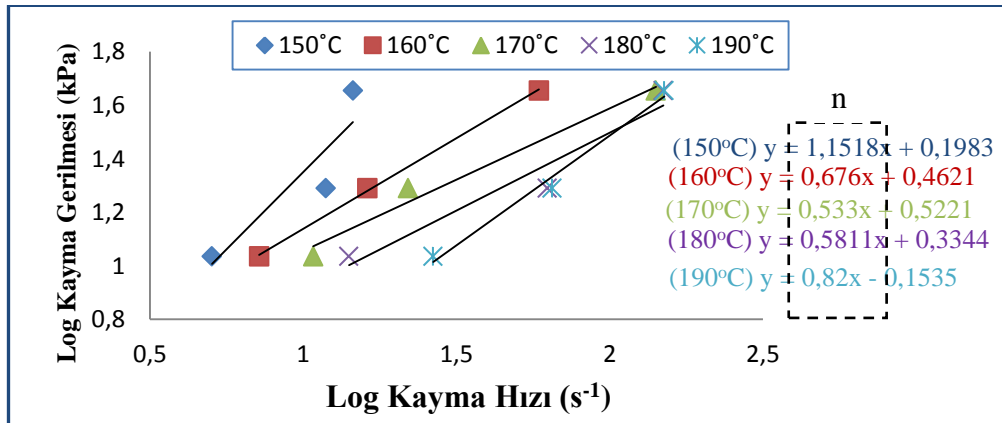 150˚C 160˚C 170˚C 180˚C 190˚C
Log Kayma Gerilmesi (kPa)
1,8
1,6
1,4
1,2
1
0,8
0,5 1 1,5 2 2,5
Log Kayma Hızı (s⁻¹)
n
(150ᵒC) y = 1,1518x + 0,1983
(160ᵒC) y = 0,676x + 0,4621
(170ᵒC) y = 0,533x + 0,5221
(180ᵒC) y = 0,5811x + 0,3344
(190ᵒC) y = 0,82x - 0,1535